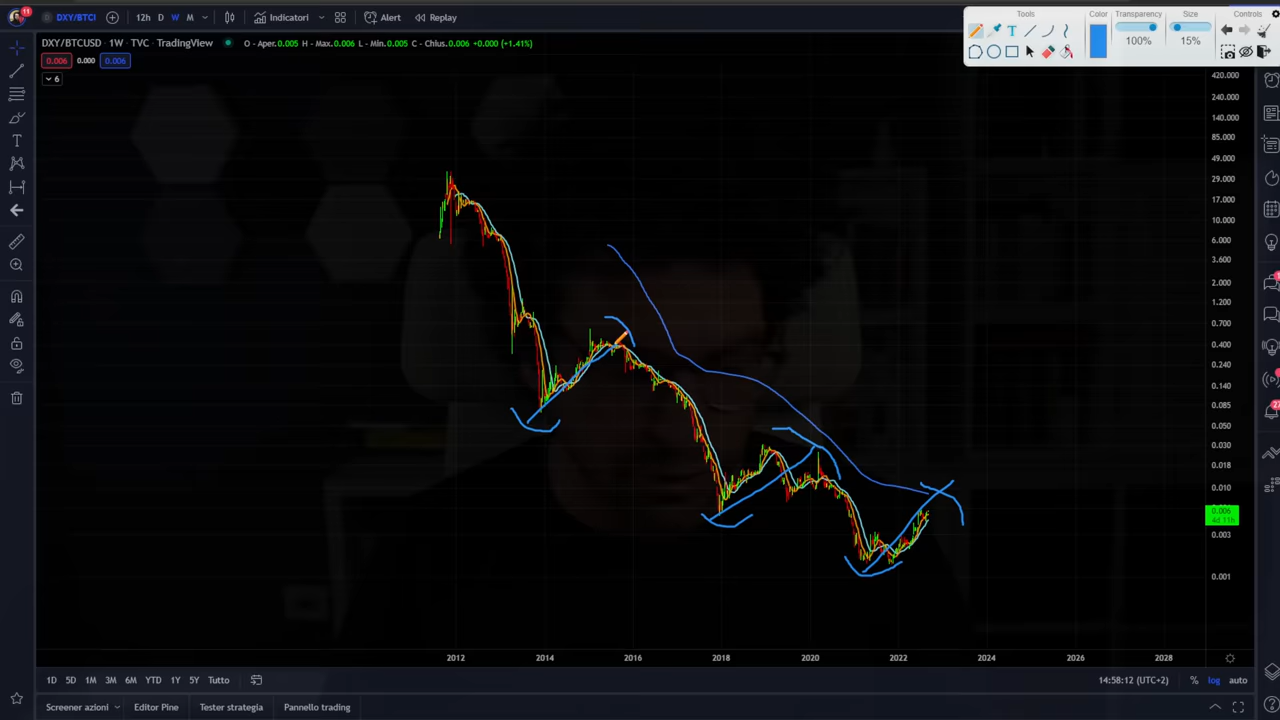 11
DXY/BTCI
12h D W M
Indicatori
Alert
Replay
Tools
Color
Transparency
Size
Controls
100%
15%
DXY/BTCUSD 1W TVC TradingView
O - Aper.0.005 H - Max.0.006 L - Min.0.005 C - Chius.0.006 +0.000 (+1.41%)
0.006 0.000 0.006
6
420.000
240.000
140.000
85.000
49.000
29.000
17.000
10.000
6.000
3.600
2.000
1.200
0.700
0.400
0.240
0.140
0.085
0.050
0.030
0.018
0.010
0.006
4d 11h
0.003
0.001
2012 2014 2016 2018 2020 2022 2024 2026 2028
1D 5D 1M 3M 6M YTD 1Y 5Y Tutto
14:58:12 (UTC+2) % log auto
Screener azioni Editor Pine Tester strategia Pannello trading